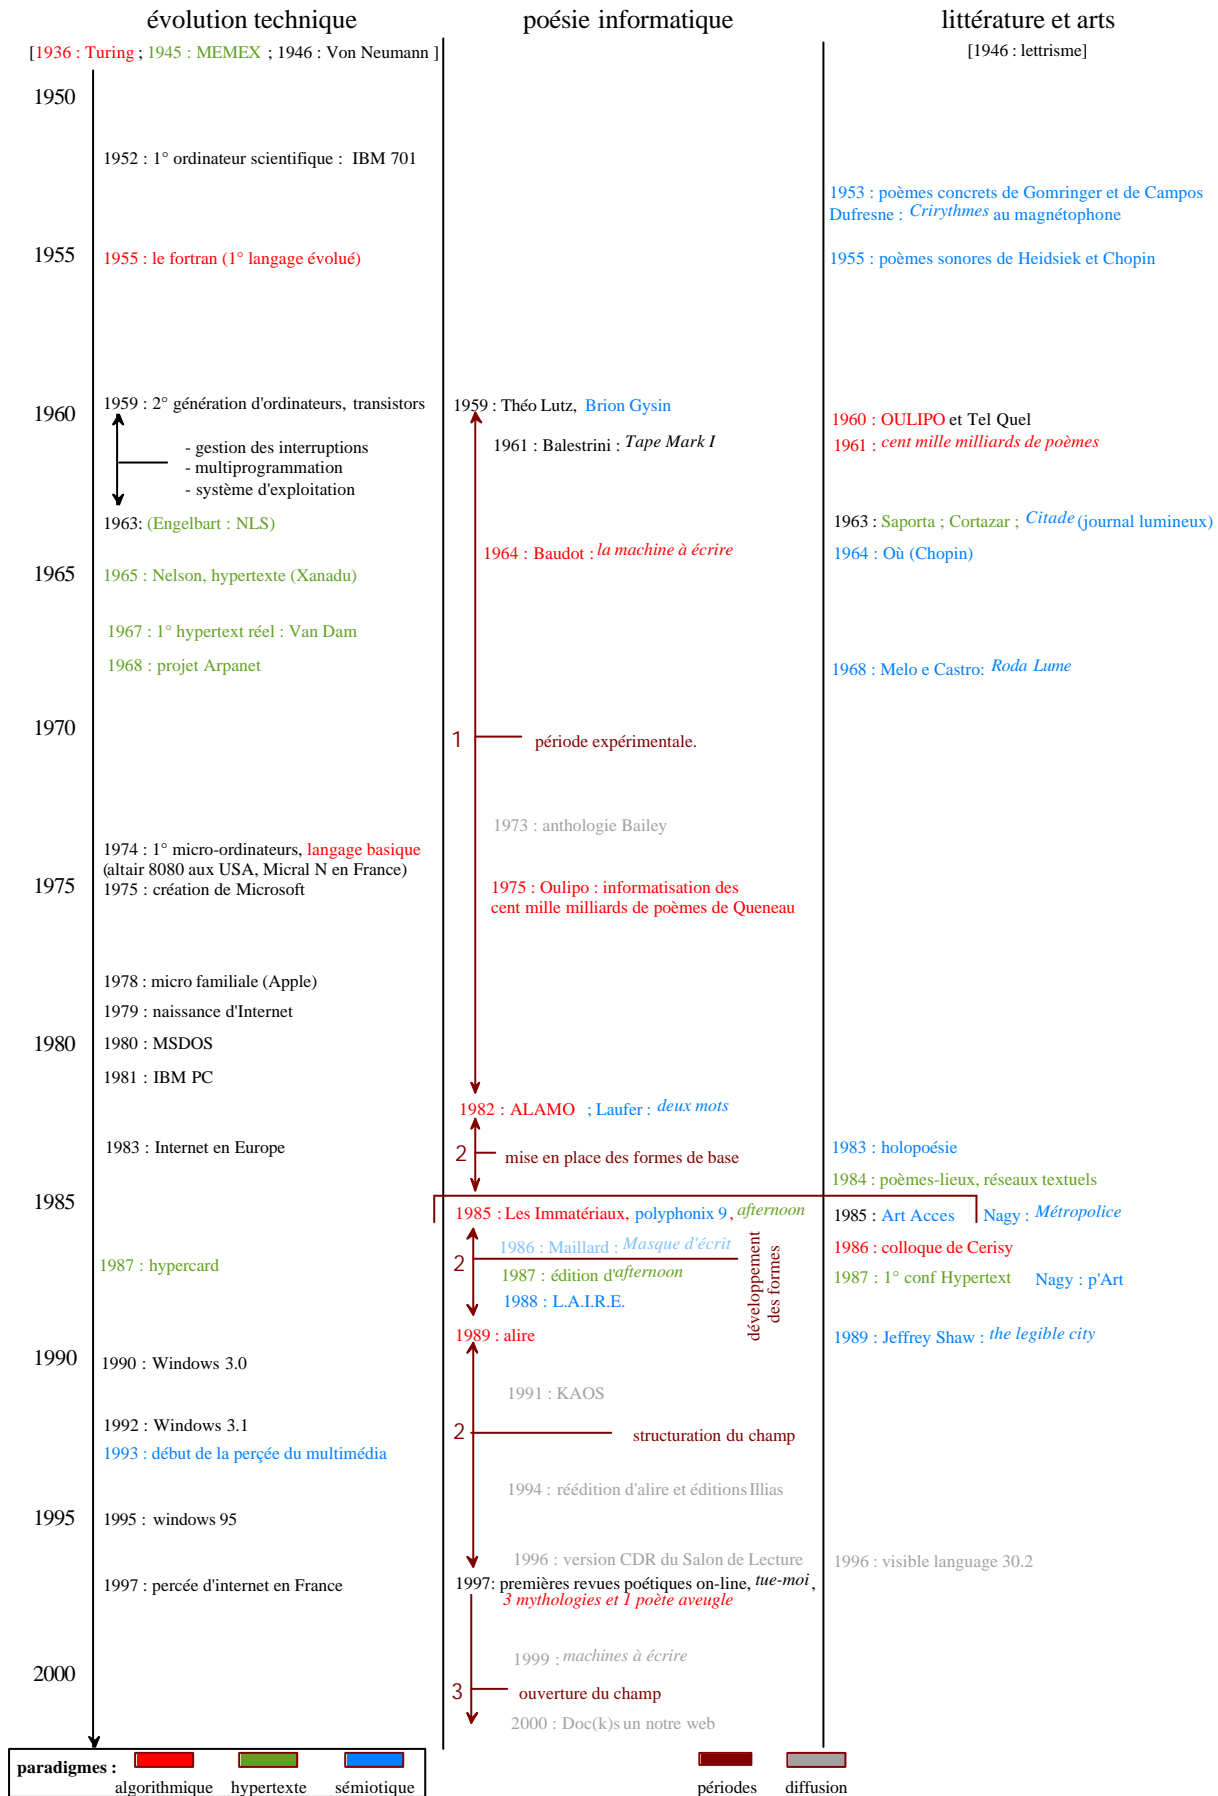 évolution technique
poésie informatique
littérature et arts
[1936 : Turing ; 1945 : MEMEX ; 1946 : Von Neumann ]
[1946 : lettrisme]
1950
1952 : 1° ordinateur scientifique : IBM 701
1953 : poèmes concrets de Gomringer et de Campos
Dufresne : Crirythmes au magnétophone
1955
1955 : le fortran (1° langage évolué)
1955 : poèmes sonores de Heidsiek et Chopin
1959 : 2° génération d'ordinateurs, transistors
1959 : Théo Lutz, Brion Gysin
1960
1960 : OULIPO et Tel Quel
- gestion des interruptions
- multiprogrammation
- système d'exploitation
1961 : Balestrini : Tape Mark I
1961 : cent mille milliards de poèmes
1963: (Engelbart : NLS)
1963 : Saporta ; Cortazar ; Citade (journal lumineux)
1964 : Baudot : la machine à écrire
1964 : Où (Chopin)
1965
1965 : Nelson, hypertexte (Xanadu)
1967 : 1° hypertext réel : Van Dam
1968 : projet Arpanet
1968 : Melo e Castro: Roda Lume
1970
1
période expérimentale.
1973 : anthologie Bailey
1974 : 1° micro-ordinateurs, langage basique
(altair 8080 aux USA, Micral N en France)
1975
1975 : création de Microsoft
1975 : Oulipo : informatisation des
cent mille milliards de poèmes de Queneau
1978 : micro familiale (Apple)
1979 : naissance d'Internet
1980
1980 : MSDOS
1981 : IBM PC
1982 : ALAMO ; Laufer : deux mots
1983 : Internet en Europe
2
mise en place des formes de base
1983 : holopoésie
1984 : poèmes-lieux, réseaux textuels
1985
1985 : Les Immatériaux, polyphonix 9, afternoon
1985 : Art Acces Nagy : Métropolice
1986 : Maillard : Masque d'écrit
1986 : colloque de Cerisy
2
développement
des formes
1987 : hypercard
1987 : édition d'afternoon
1987 : 1° conf Hypertext Nagy : p'Art
1988 : L.A.I.R.E.
1989 : alire
1989 : Jeffrey Shaw : the legible city
1990
1990 : Windows 3.0
1991 : KAOS
1992 : Windows 3.1
2
structuration du champ
1993 : début de la perçée du multimédia
1994 : réédition d'alire et éditions Illias
1995
1995 : windows 95
1996 : version CDR du Salon de Lecture
1996 : visible language 30.2
1997 : percée d'internet en France
1997: premières revues poétiques on-line, tue-moi,
3 mythologies et 1 poète aveugle
1999 : machines à écrire
2000
3
ouverture du champ
2000 : Doc(k)s un notre web
paradigmes :
algorithmique
hypertexte
sémiotique
périodes
diffusion